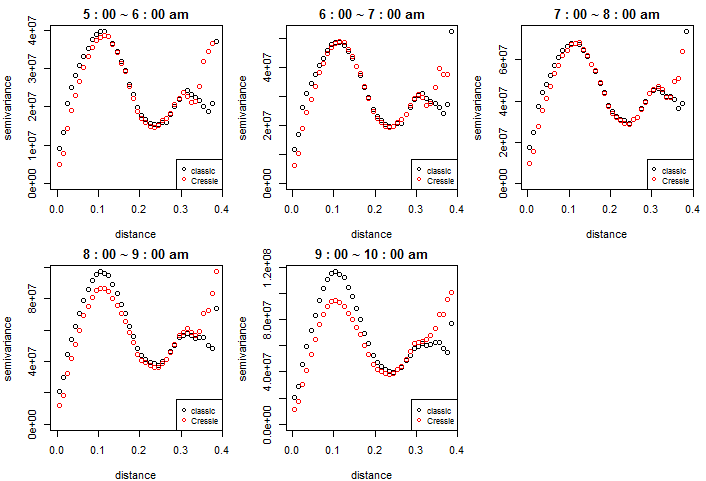 5 : 00 ~ 6 : 00 am
semivariance
0e+00 1e+07 2e+07 3e+07 4e+07
classic
Cressie
0.0 0.1 0.2 0.3 0.4
distance
6 : 00 ~ 7 : 00 am
semivariance
0e+00 2e+07 4e+07
classic
Cressie
0.0 0.1 0.2 0.3 0.4
distance
7 : 00 ~ 8 : 00 am
semivariance
0e+00 2e+07 4e+07 6e+07
classic
Cressie
0.0 0.1 0.2 0.3 0.4
distance
8 : 00 ~ 9 : 00 am
semivariance
0e+00 4e+07 8e+07
classic
Cressie
0.0 0.1 0.2 0.3 0.4
distance
9 : 00 ~ 10 : 00 am
semivariance
0.0e+00 4.0e+07 8.0e+07 1.2e+08
classic
Cressie
0.0 0.1 0.2 0.3 0.4
distance